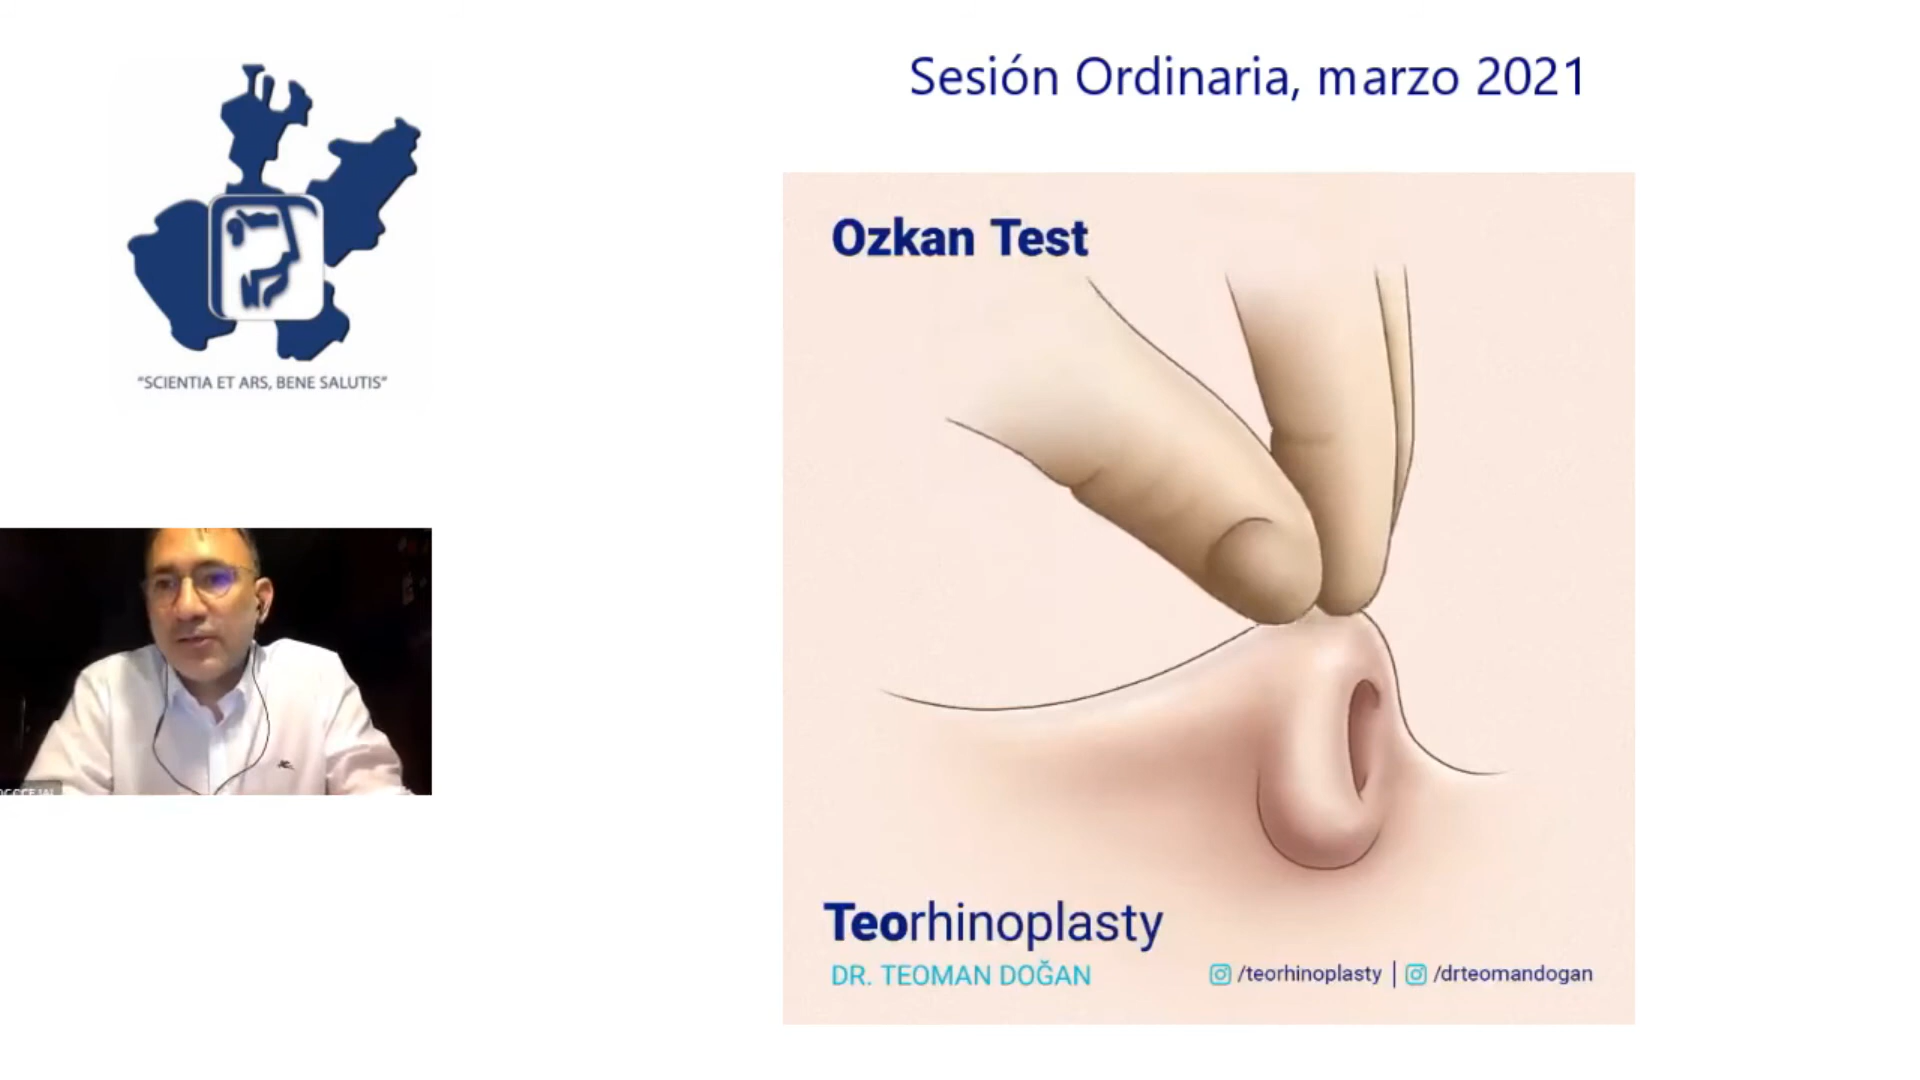 Sesión Ordinaria, marzo 2021
"SCIENTIA ET ARS, BENE SALUTIS"
Ozkan Test
Teorhinoplasty
DR. TEOMAN DOĞAN
/teorhinoplasty | /drteomandogan